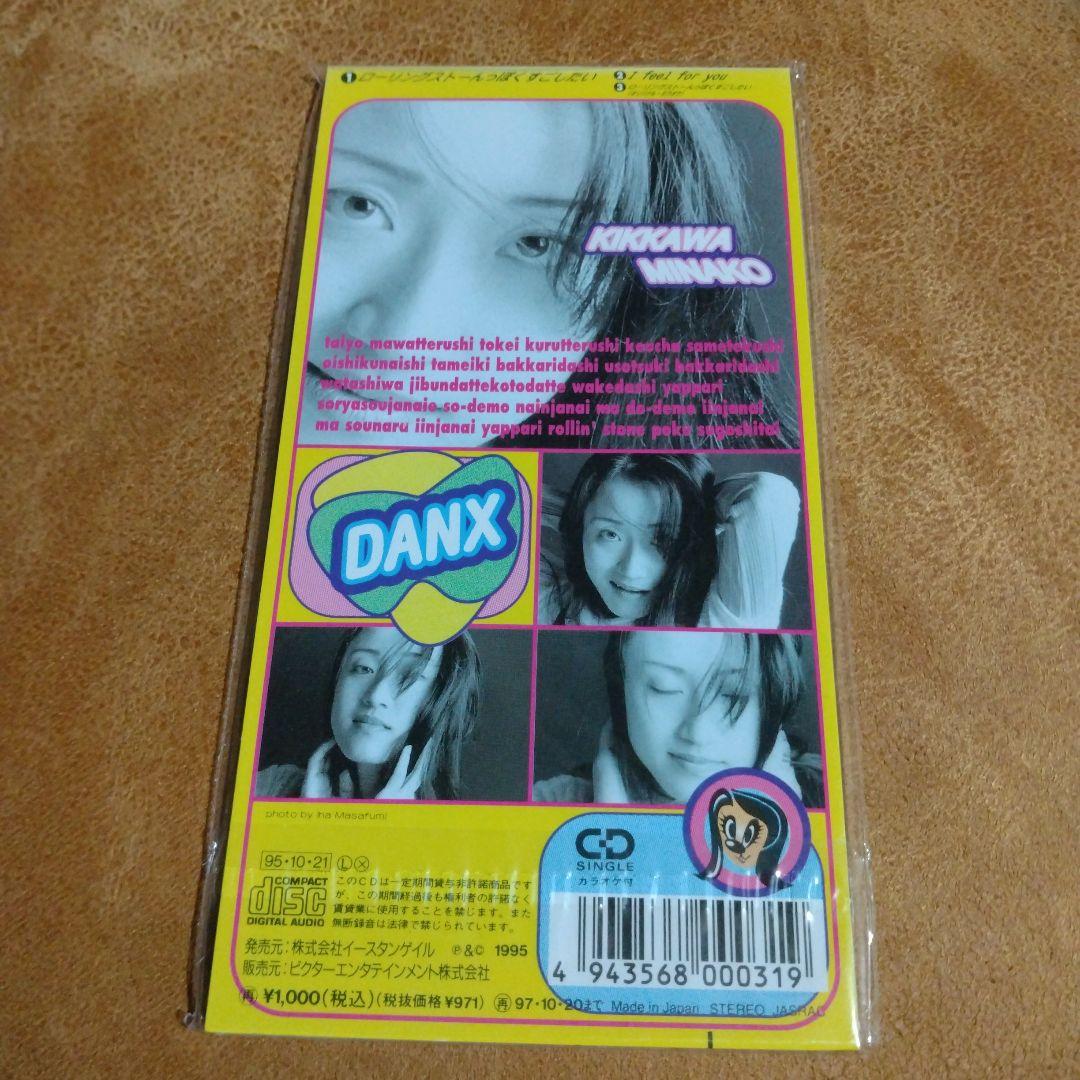 ❶ローリングストーんっぽくすごしたい ❷I feel for you
❸ローリングストーんっぽくすごしたい
KIKKAWA
MINAKO
taiyo mawatterushi tokei kurutterushi kaocha sametakushi
oishikunaishi tameiki bakkaridashi usotsuki bakkaridashi
watashiwa jibundattekotodatte wakedashi yappari
soryasoujanaio so-demo nainjanai ma do-demo iinjanai
ma sounaru iinjanai yappari rollin' stone poku sugoshitai
DANX
photo by Iha Masafumi
95・10・21 Ⓛ Ⓧ
COMPACT
disc
DIGITAL AUDIO
このCDは一定期間貸与非許諾商品です
が、この期間経過後も権利者の許諾なく
賃貸業に使用することを禁じます。また
無断録音は法律で禁じられています。
発売元:株式会社イースタンゲイル ℗&© 1995
販売元:ビクターエンタテインメント株式会社
CD
SINGLE
カラオケ付
4 943568 000319
㊢ ¥1,000(税込)(税抜価格¥971) ㊢ 97・10・20まで Made in Japan STEREO JASRAC